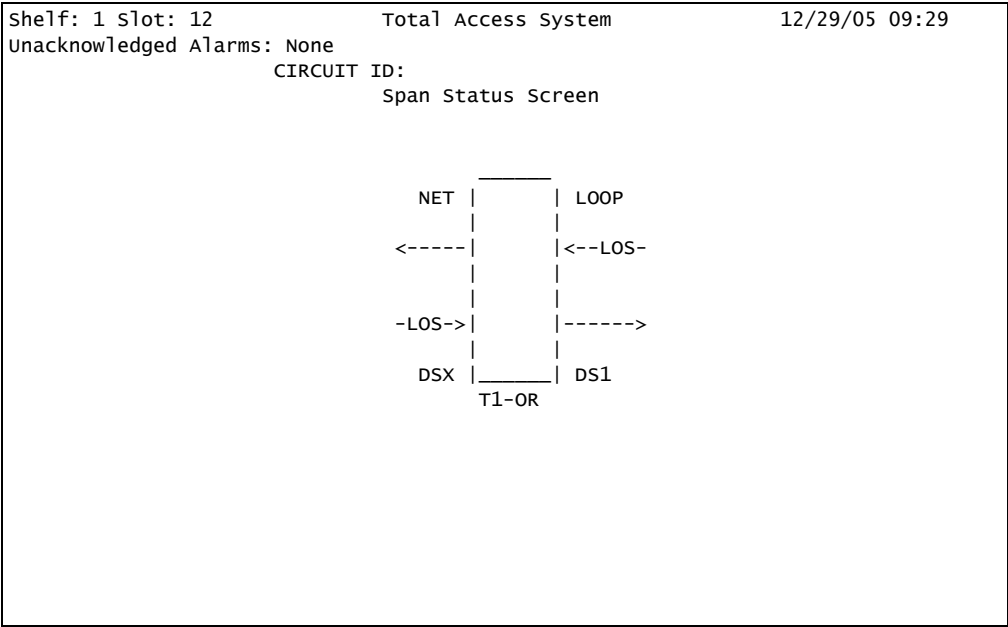 Shelf: 1 Slot: 12 Total Access System 12/29/05 09:29
Unacknowledged Alarms: None
CIRCUIT ID:
Span Status Screen
______
NET | | LOOP
| |
<-----| |<--LOS-
| |
| |
-LOS->| |------>
| |
DSX |______| DS1
T1-OR